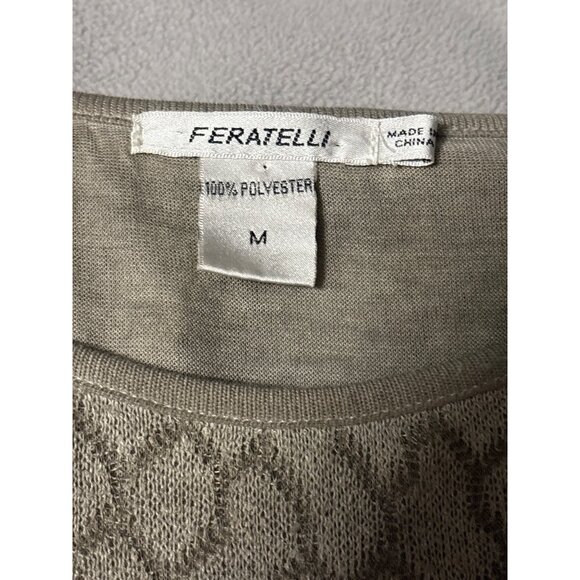 FERATELLI
MADE IN
CHINA
100% POLYESTER
M